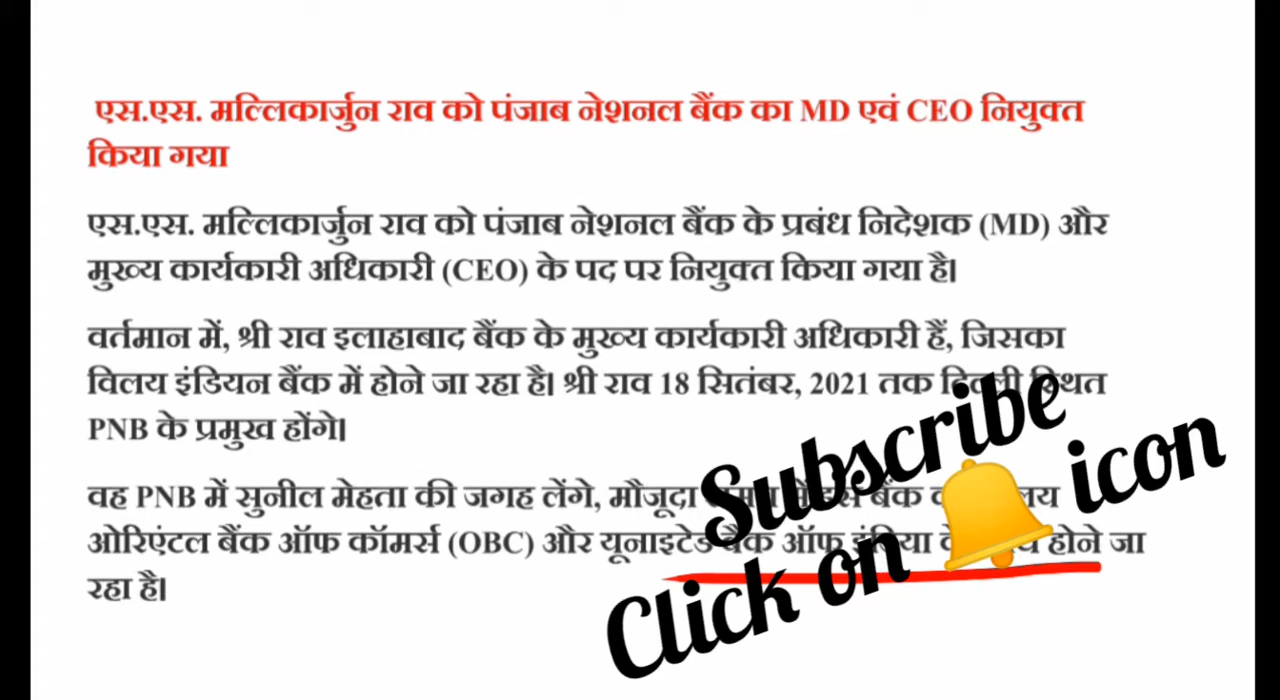 एस.एस. मल्लिकार्जुन राव को पंजाब नेशनल बैंक का MD एवं CEO नियुक्त
किया गया
एस.एस. मल्लिकार्जुन राव को पंजाब नेशनल बैंक के प्रबंध निदेशक (MD) और
मुख्य कार्यकारी अधिकारी (CEO) के पद पर नियुक्त किया गया है।
वर्तमान में, श्री राव इलाहाबाद बैंक के मुख्य कार्यकारी अधिकारी हैं, जिसका
विलय इंडियन बैंक में होने जा रहा है। श्री राव 18 सितंबर, 2021 तक दिल्ली स्थित
PNB के प्रमुख होंगे।
वह PNB में सुनील मेहता की जगह लेंगे, मौजूदा बैंक
ओरिएंटल बैंक ऑफ कॉमर्स (OBC) और यूनाइटेड बैंक ऑफ इंडिया होने जा
रहा है।
Subscribe
Click on icon